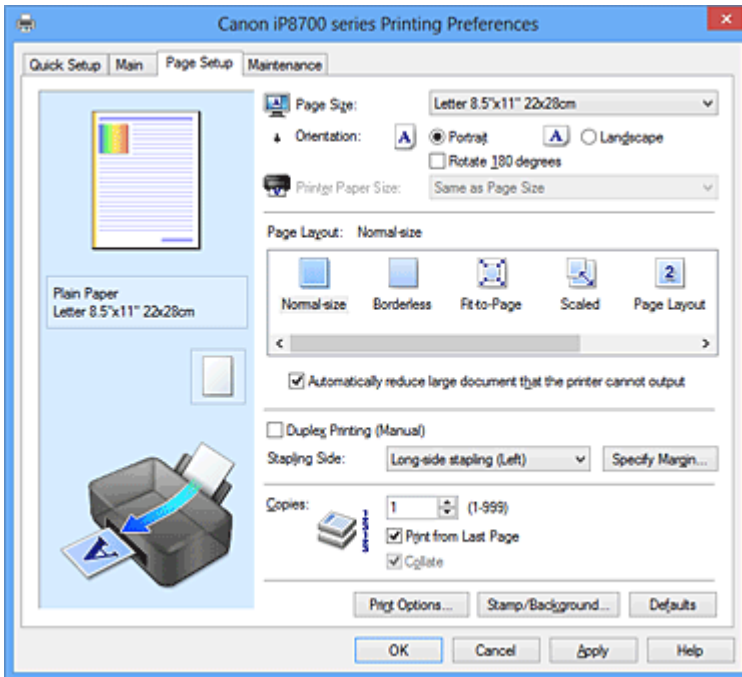 Canon iP8700 series Printing Preferences
Quick Setup Main Page Setup Maintenance
Page Size: Letter 8.5"x11" 22x28cm
Orientation: A Portrait A Landscape
Rotate 180 degrees
Printer Paper Size: Same as Page Size
Page Layout: Normal-size
2
Normal-size Borderless Fit-to-Page Scaled Page Layout
Automatically reduce large document that the printer cannot output
Plain Paper
Letter 8.5"x11" 22x28cm
Duplex Printing (Manual)
Stapling Side: Long-side stapling (Left) Specify Margin...
Copies: 1 (1-999)
Print from Last Page
Collate
A
Print Options... Stamp/Background... Defaults
OK Cancel Apply Help